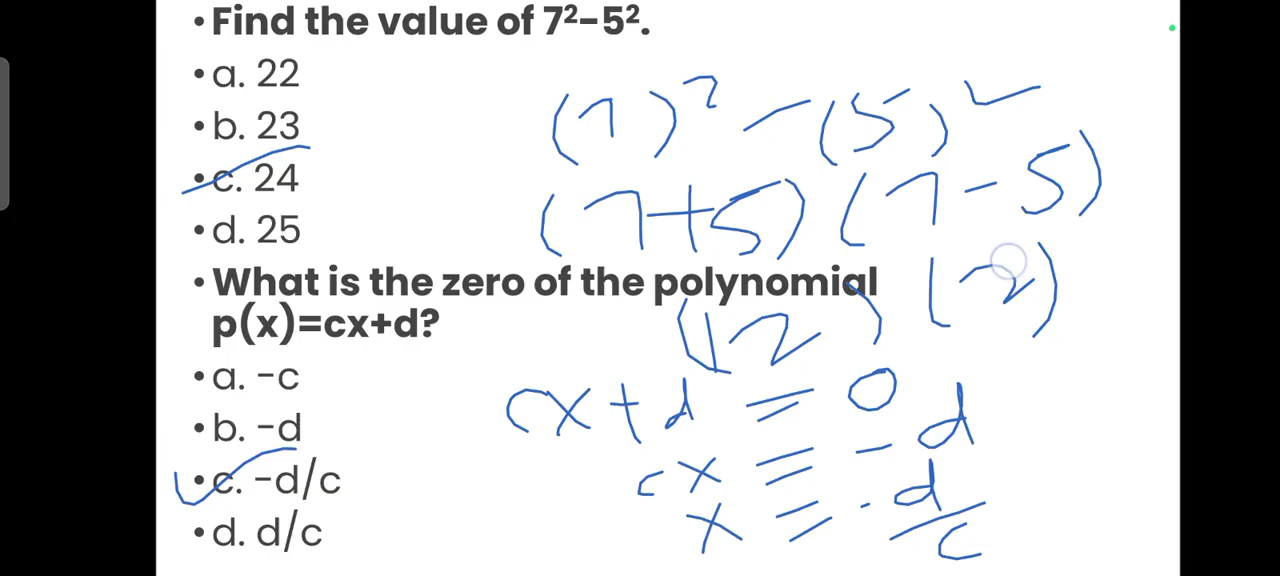 • Find the value of 7²–5².
• a. 22
• b. 23
• c. 24
• d. 25
(7)² - (5)²
(7+5) (7-5)
(12) (2)
• What is the zero of the polynomial
p(x)=cx+d?
• a. -c
• b. -d
• c. -d/c
• d. d/c
cx + d = 0
cx = - d
x = - d/c